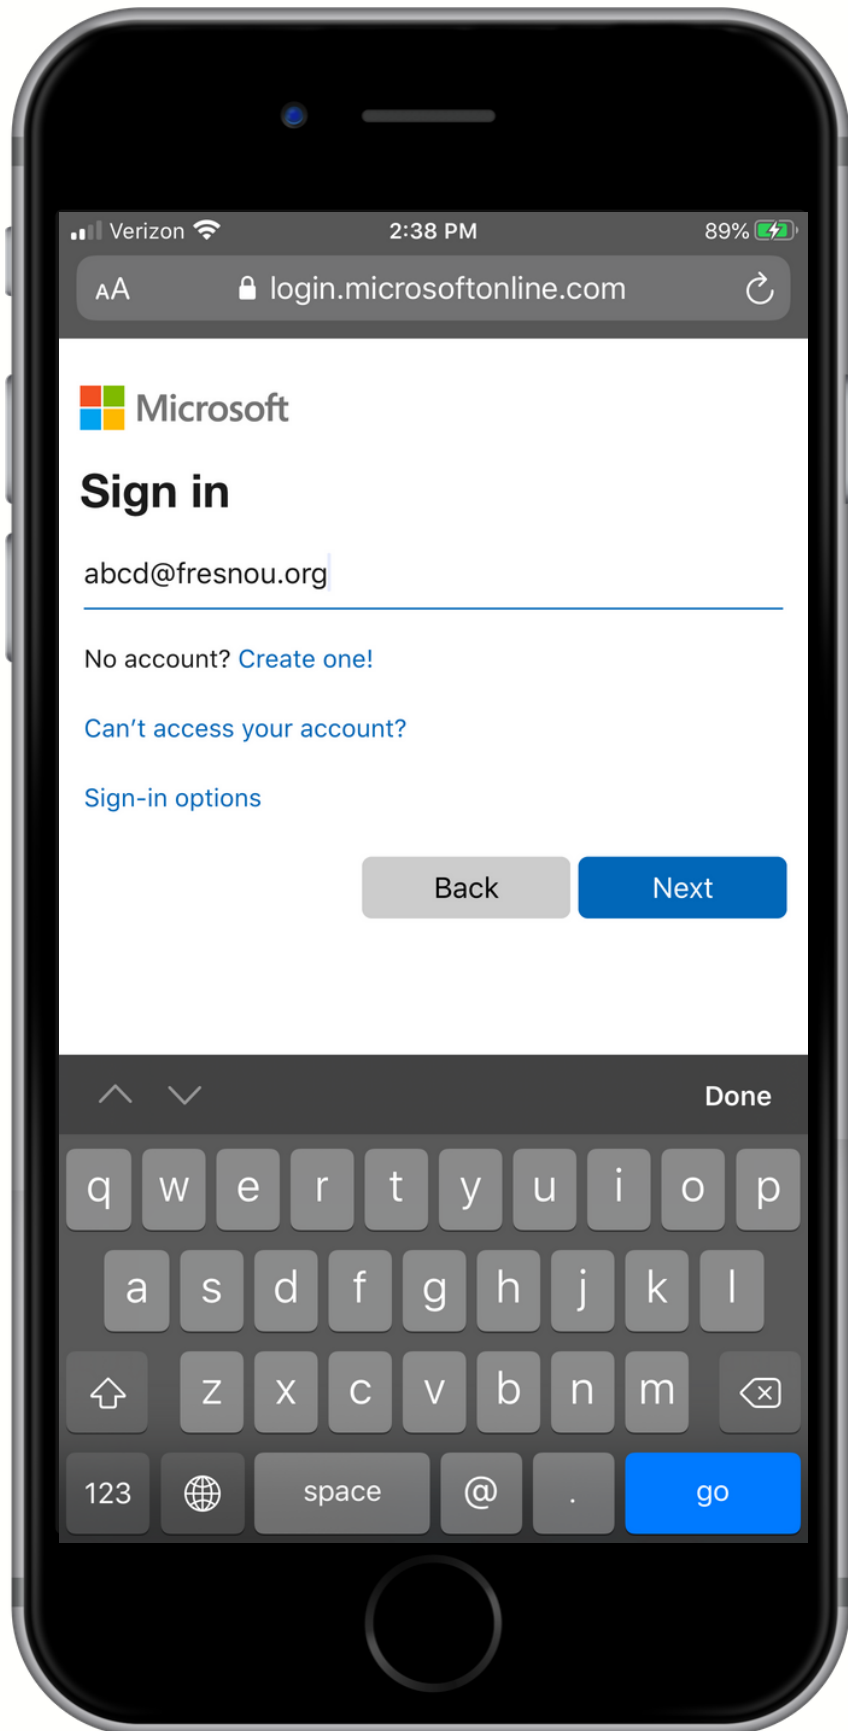 Verizon 2:38 PM 89%
AA login.microsoftonline.com
Microsoft
Sign in
abcd@fresnou.org
No account? Create one!
Can't access your account?
Sign-in options
Back Next
Done
q w e r t y u i o p
a s d f g h j k l
z x c v b n m
123 space @ . go